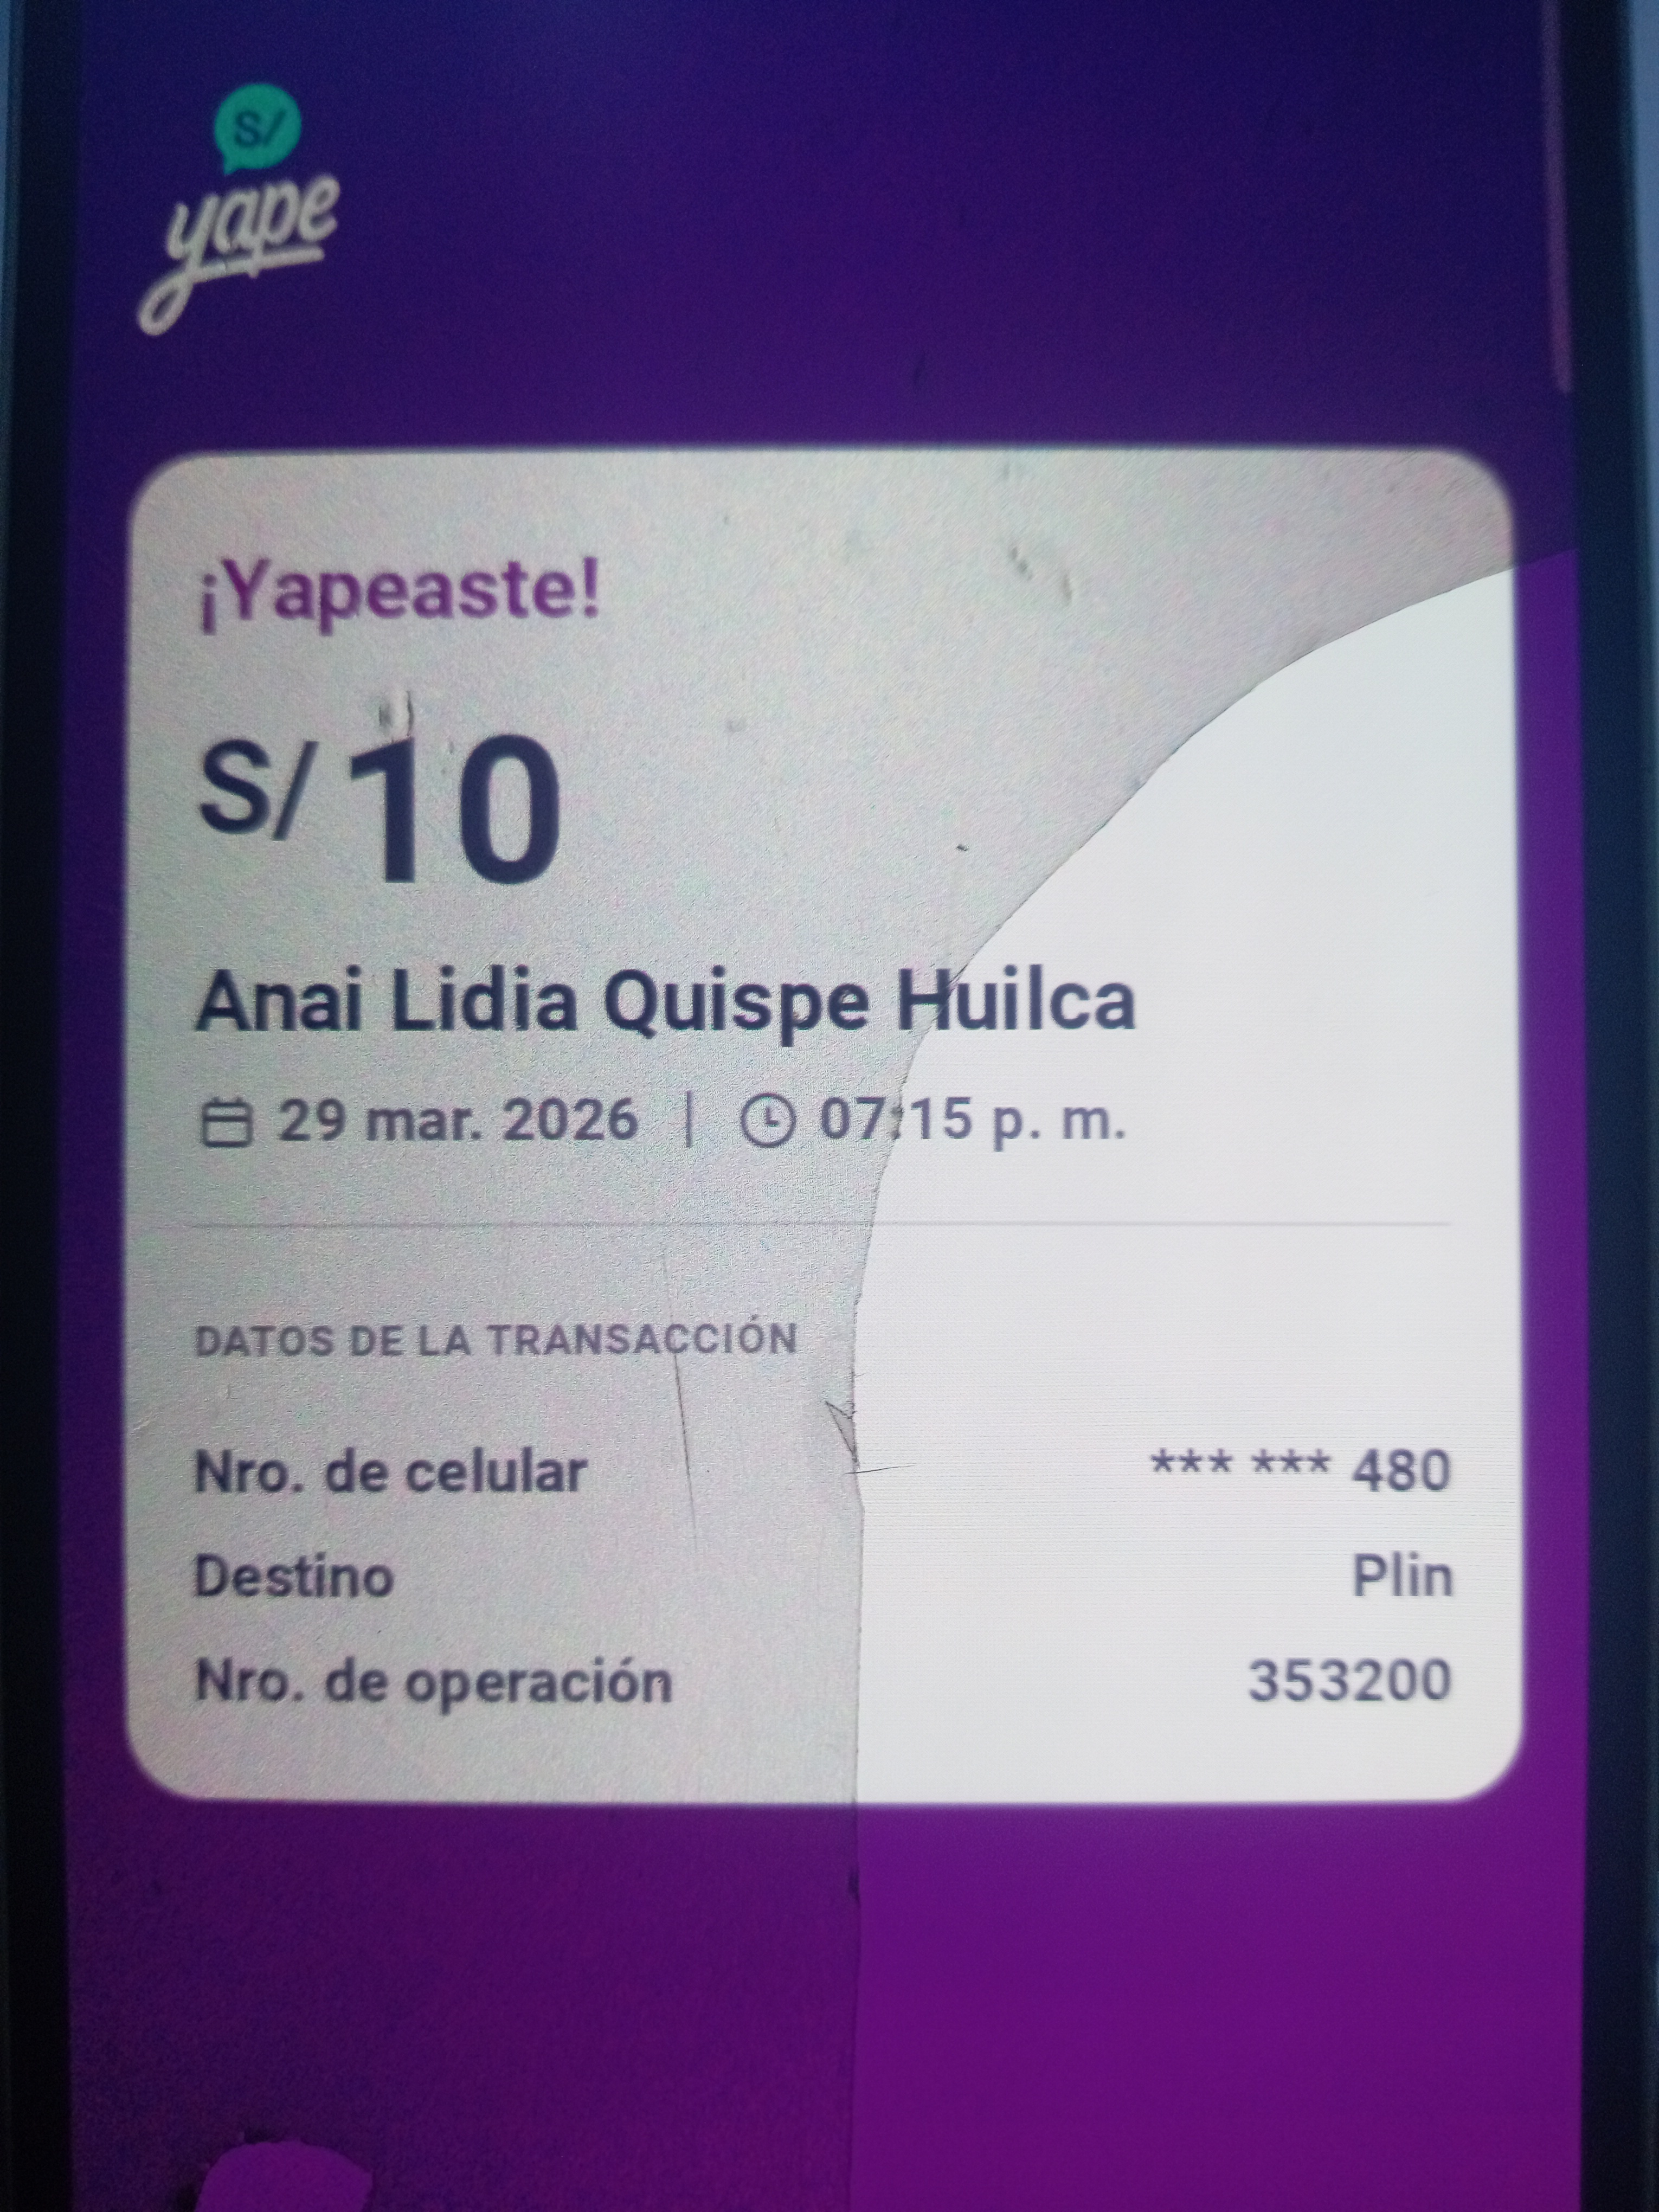 S/
yape
¡Yapeaste!
S/ 10
Anai Lidia Quispe Huilca
29 mar. 2026 | 07:15 p. m.
DATOS DE LA TRANSACCIÓN
Nro. de celular *** *** 480
Destino Plin
Nro. de operación 353200